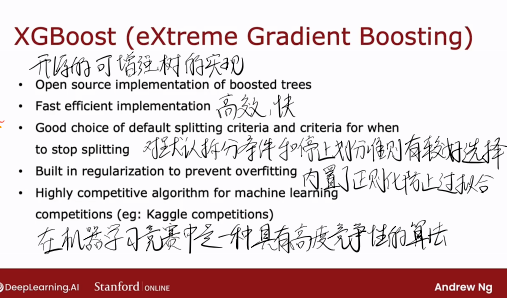 XGBoost (eXtreme Gradient Boosting)
开源的可增强树的实现
• Open source implementation of boosted trees
• Fast efficient implementation 高效,快
• Good choice of default splitting criteria and criteria for when
to stop splitting 对默认拆分条件和停止划分准则有较好选择
• Built in regularization to prevent overfitting
内置了正则化防止过拟合
• Highly competitive algorithm for machine learning
competitions (eg: Kaggle competitions)
在机器学习竞赛中是一种具有高度竞争性的算法
DeepLearning.AI Stanford ONLINE Andrew Ng